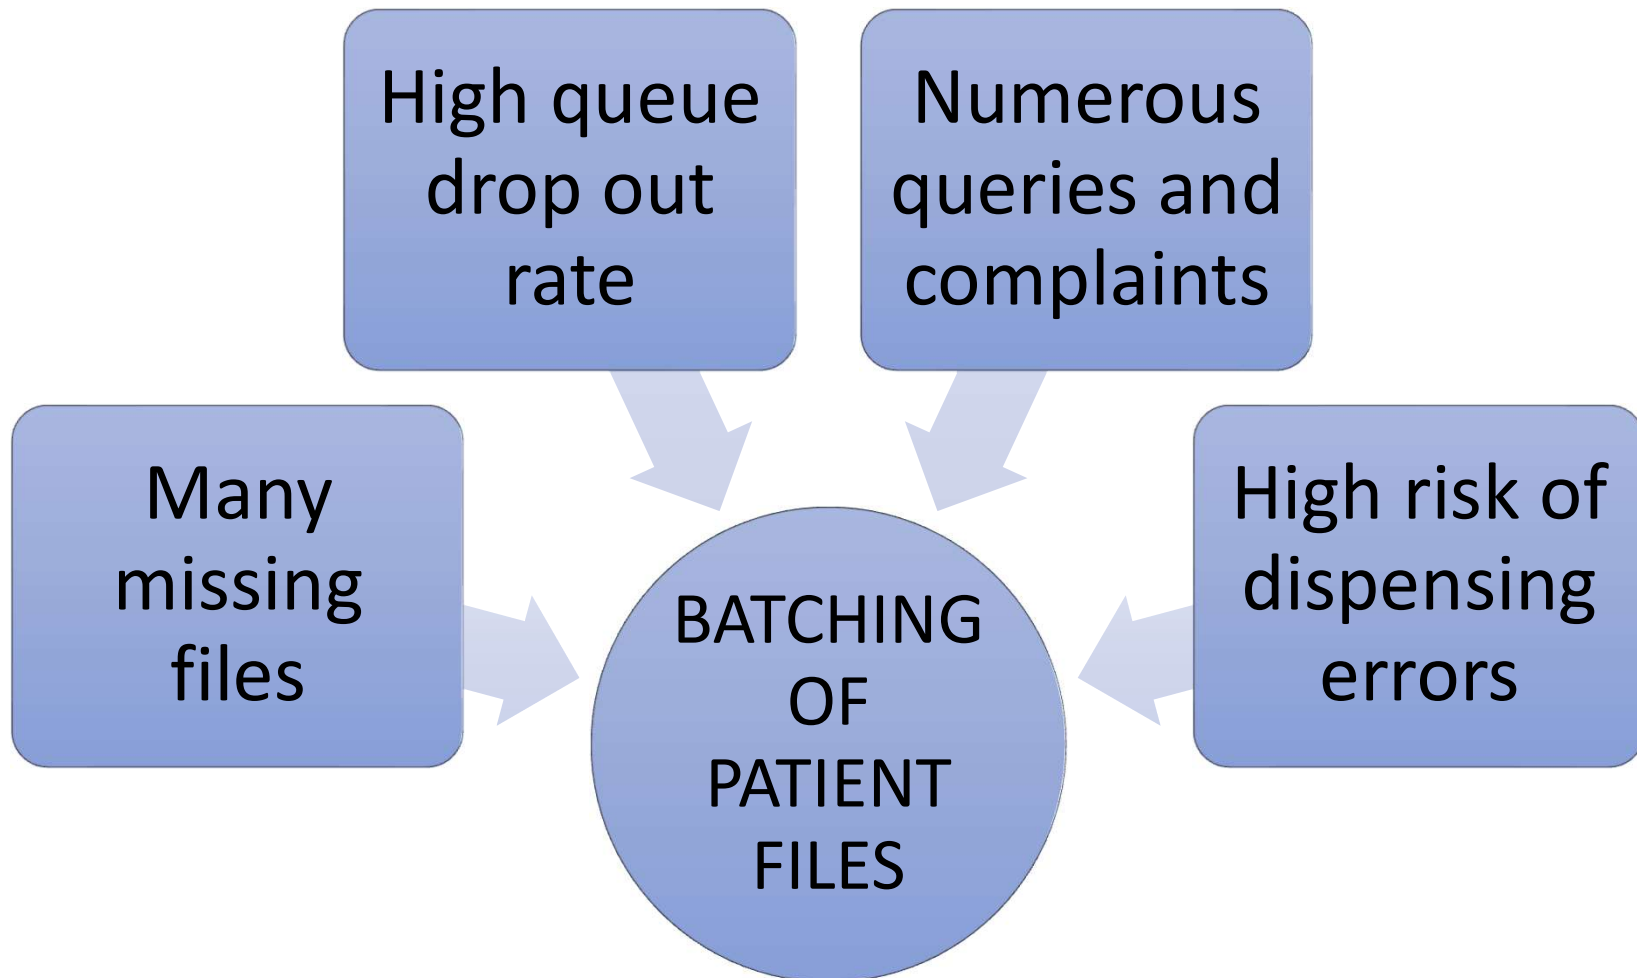 High queue
drop out
rate
Numerous
queries and
complaints
Many
missing
files
High risk of
dispensing
errors
BATCHING
OF
PATIENT
FILES